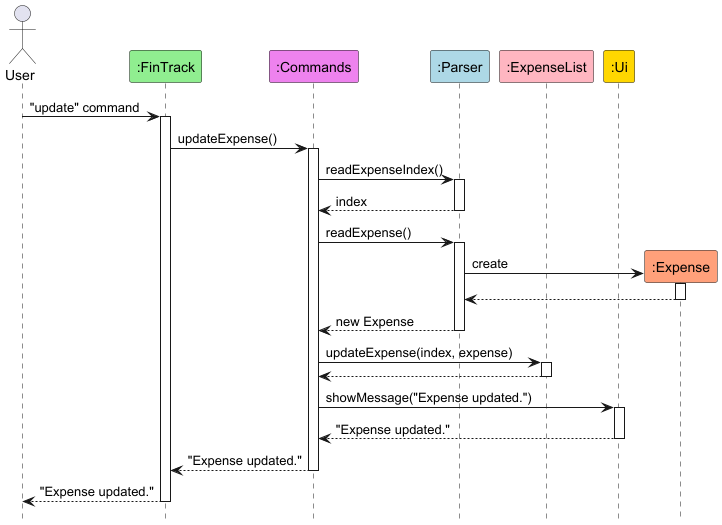 User
:FinTrack
:Commands
:Parser
:ExpenseList
:Ui
"update" command
updateExpense()
readExpenseIndex()
index
readExpense()
:Expense
create
new Expense
updateExpense(index, expense)
showMessage("Expense updated.")
"Expense updated."
"Expense updated."
"Expense updated."